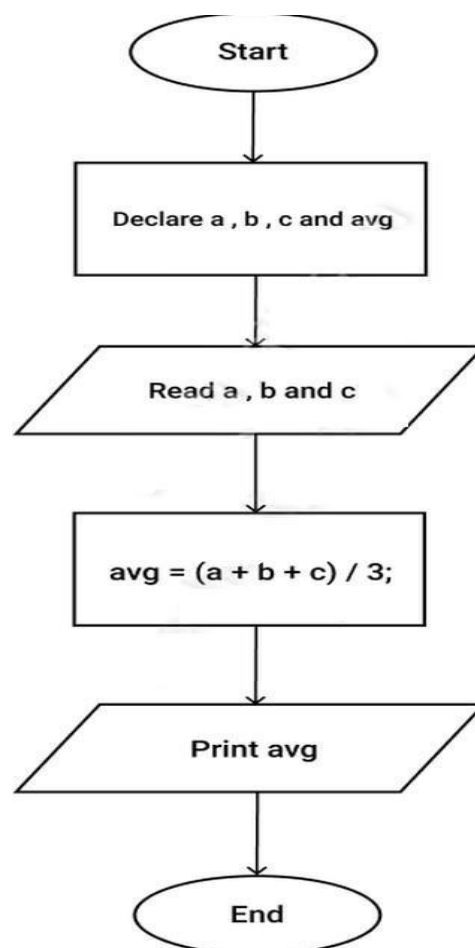 Start
Declare a , b , c and avg
Read a , b and c
avg = (a + b + c) / 3;
Print avg
End